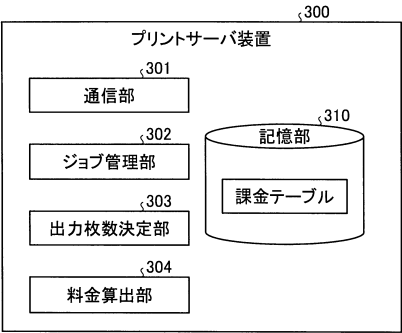 300
プリントサーバ装置
301
通信部
302
ジョブ管理部
303
出力枚数決定部
304
料金算出部
310
記憶部
課金テーブル